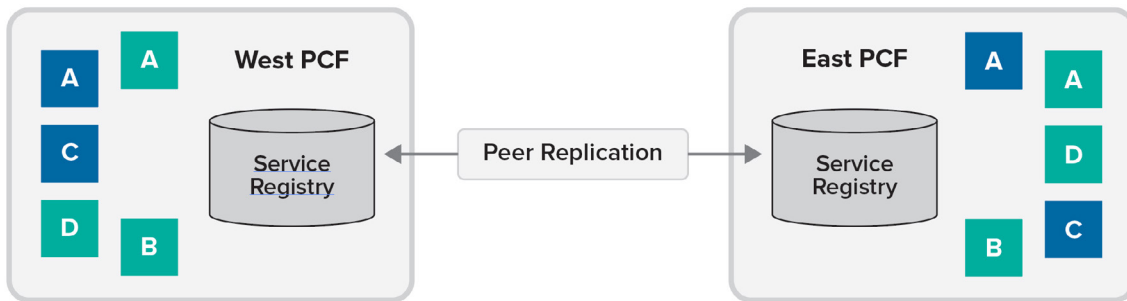 West PCF
A
A
C
D
B
Service
Registry
Peer Replication
East PCF
Service
Registry
A
A
D
C
B